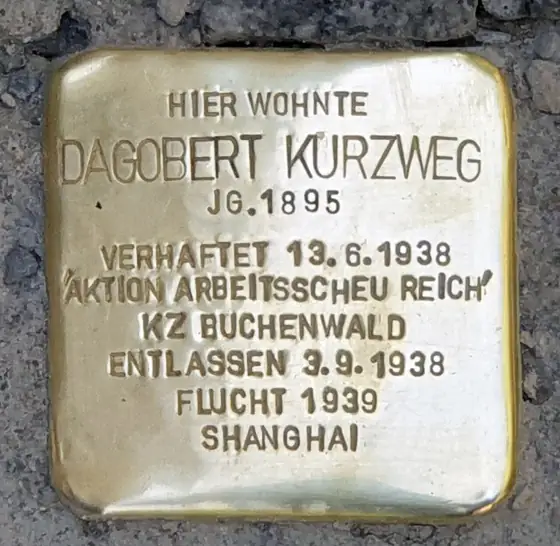 HIER WOHNTE
DAGOBERT KURZWEG
JG. 1895
VERHAFTET 13.6.1938
'AKTION ARBEITSSCHEU REICH'
KZ BUCHENWALD
ENTLASSEN 3.9.1938
FLUCHT 1939
SHANGHAI